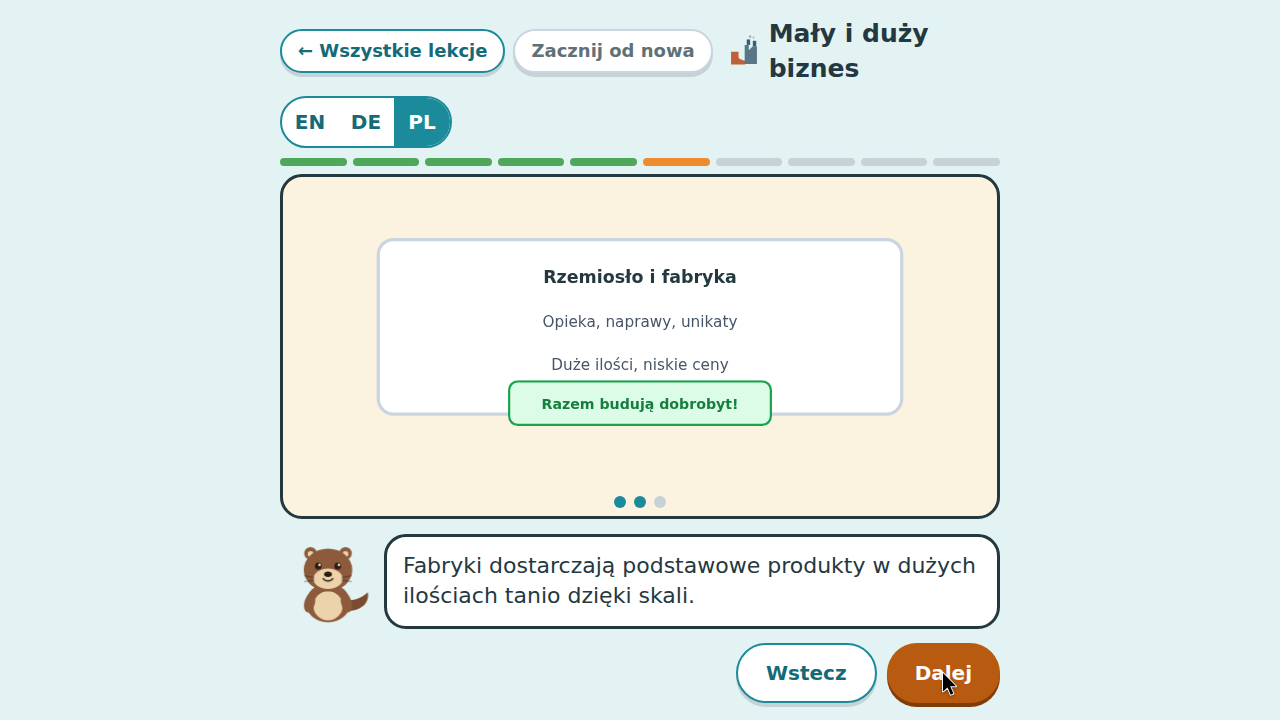 ← Wszystkie lekcje
Zacznij od nowa
Mały i duży
biznes
EN DE PL
Rzemiosło i fabryka
Opieka, naprawy, unikaty
Duże ilości, niskie ceny
Razem budują dobrobyt!
Fabryki dostarczają podstawowe produkty w dużych
ilościach tanio dzięki skali.
Wstecz
Dalej